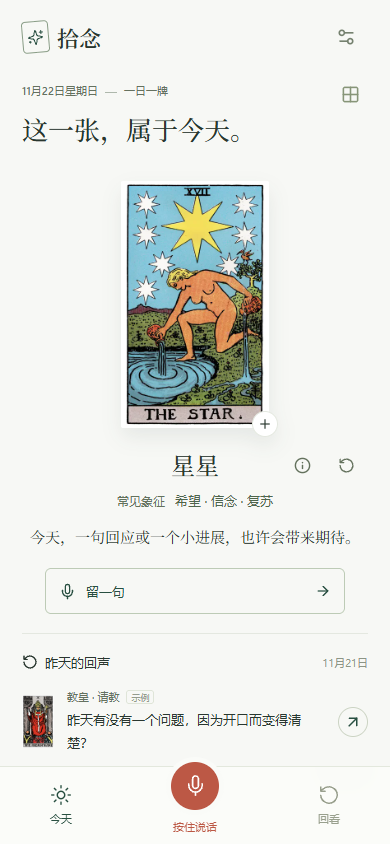 拾念
11月22日星期日 — 一日一牌
这一张，属于今天。
XVII
THE STAR.
星星
常见象征 希望 · 信念 · 复苏
今天，一句回应或一个小进展，也许会带来期待。
留一句
昨天的回声 11月21日
教皇 · 请教 示例
昨天有没有一个问题，因为开口而变得清
楚？
今天 按住说话 回看